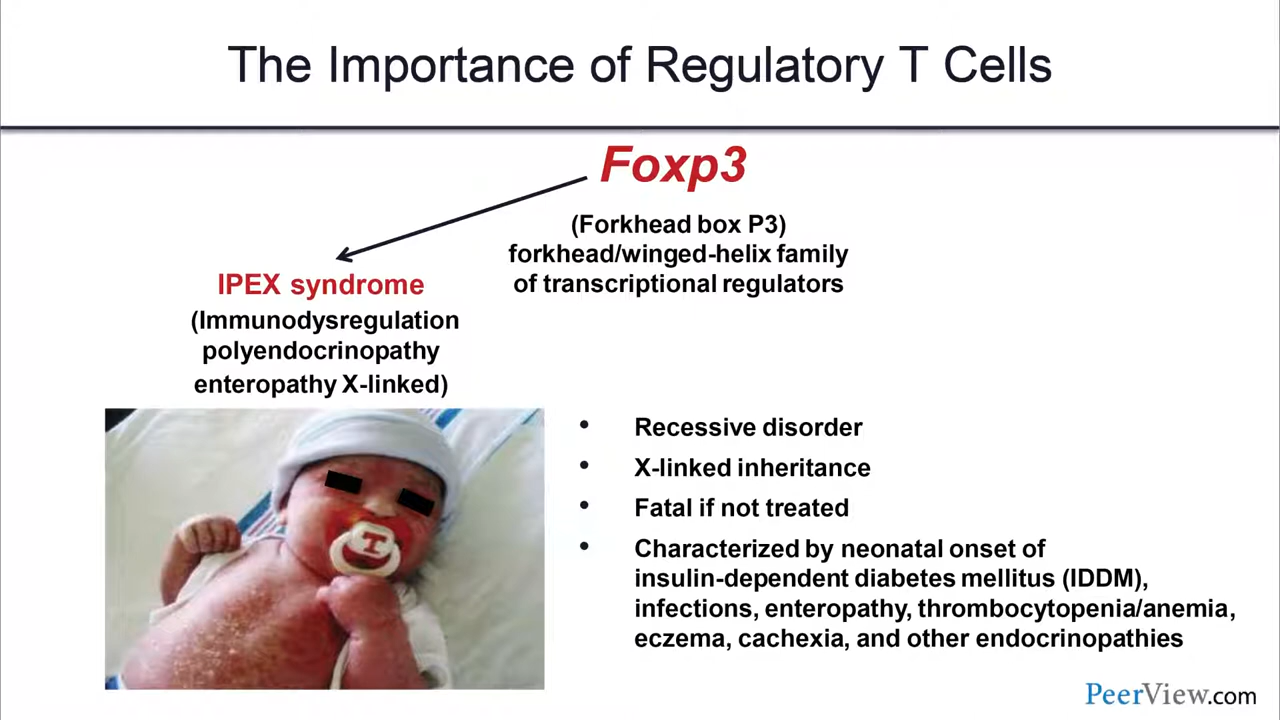 The Importance of Regulatory T Cells
Foxp3
(Forkhead box P3)
forkhead/winged-helix family
of transcriptional regulators
IPEX syndrome
(Immunodysregulation
polyendocrinopathy
enteropathy X-linked)
T
• Recessive disorder
• X-linked inheritance
• Fatal if not treated
• Characterized by neonatal onset of
insulin-dependent diabetes mellitus (IDDM),
infections, enteropathy, thrombocytopenia/anemia,
eczema, cachexia, and other endocrinopathies
PeerView.com